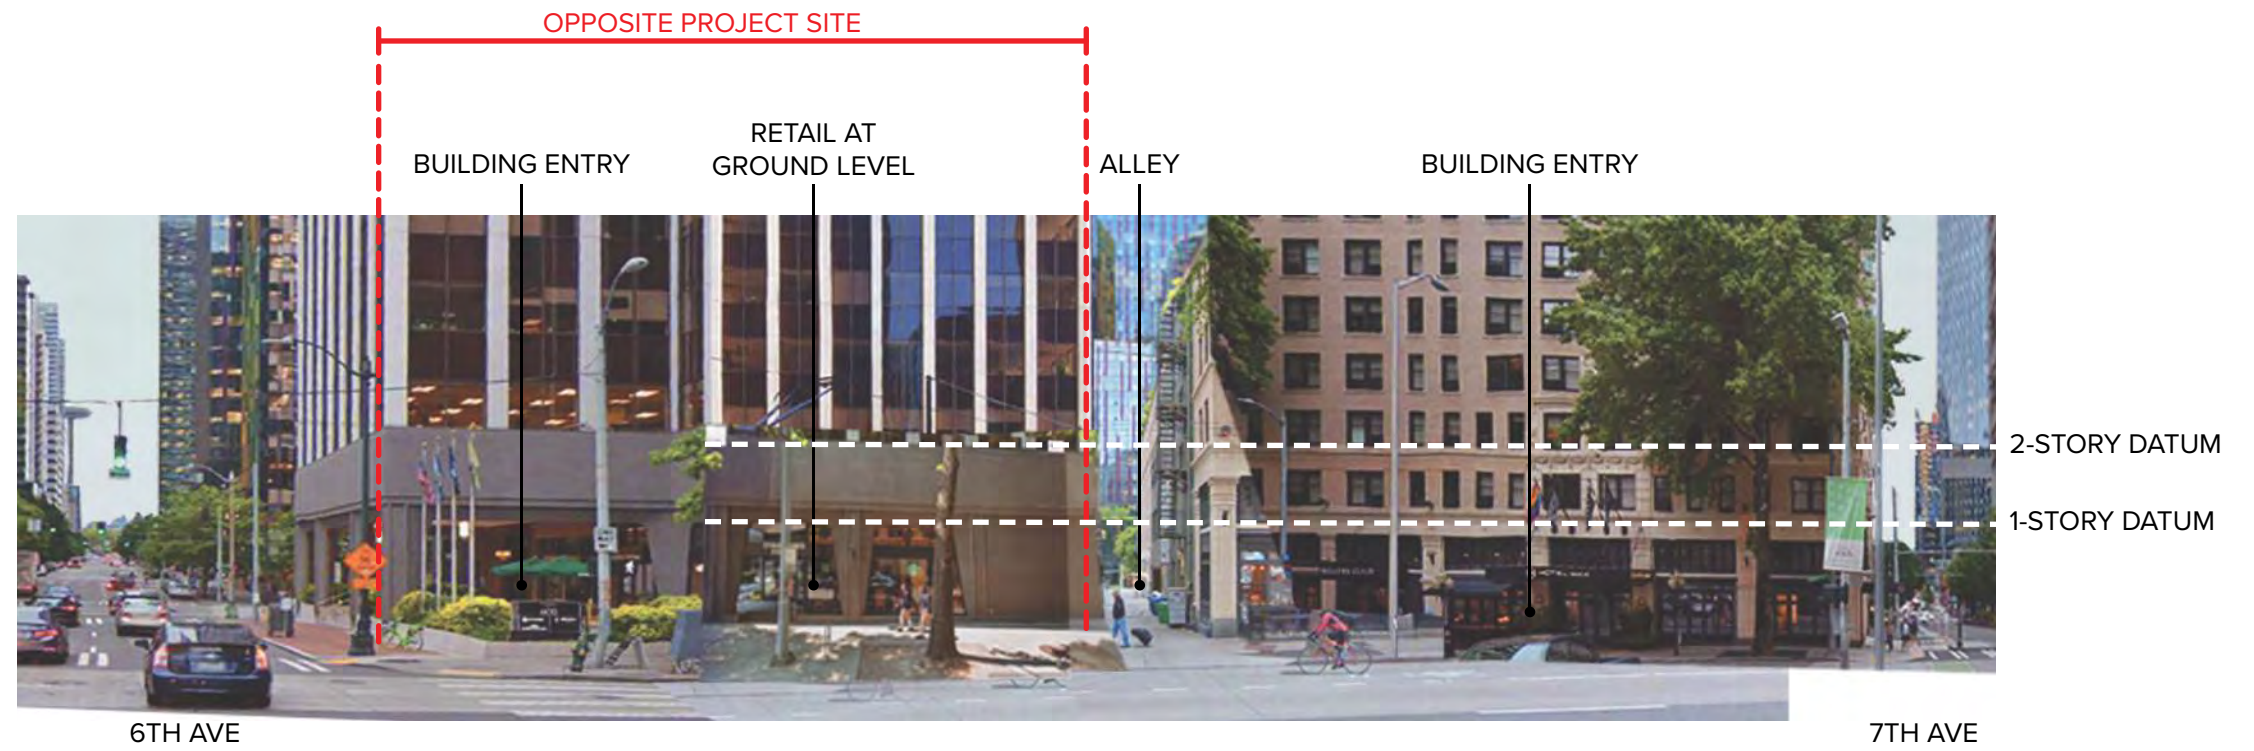 OPPOSITE PROJECT SITE
RETAIL AT
GROUND LEVEL
BUILDING ENTRY
ALLEY
BUILDING ENTRY
2-STORY DATUM
1-STORY DATUM
6TH AVE
7TH AVE